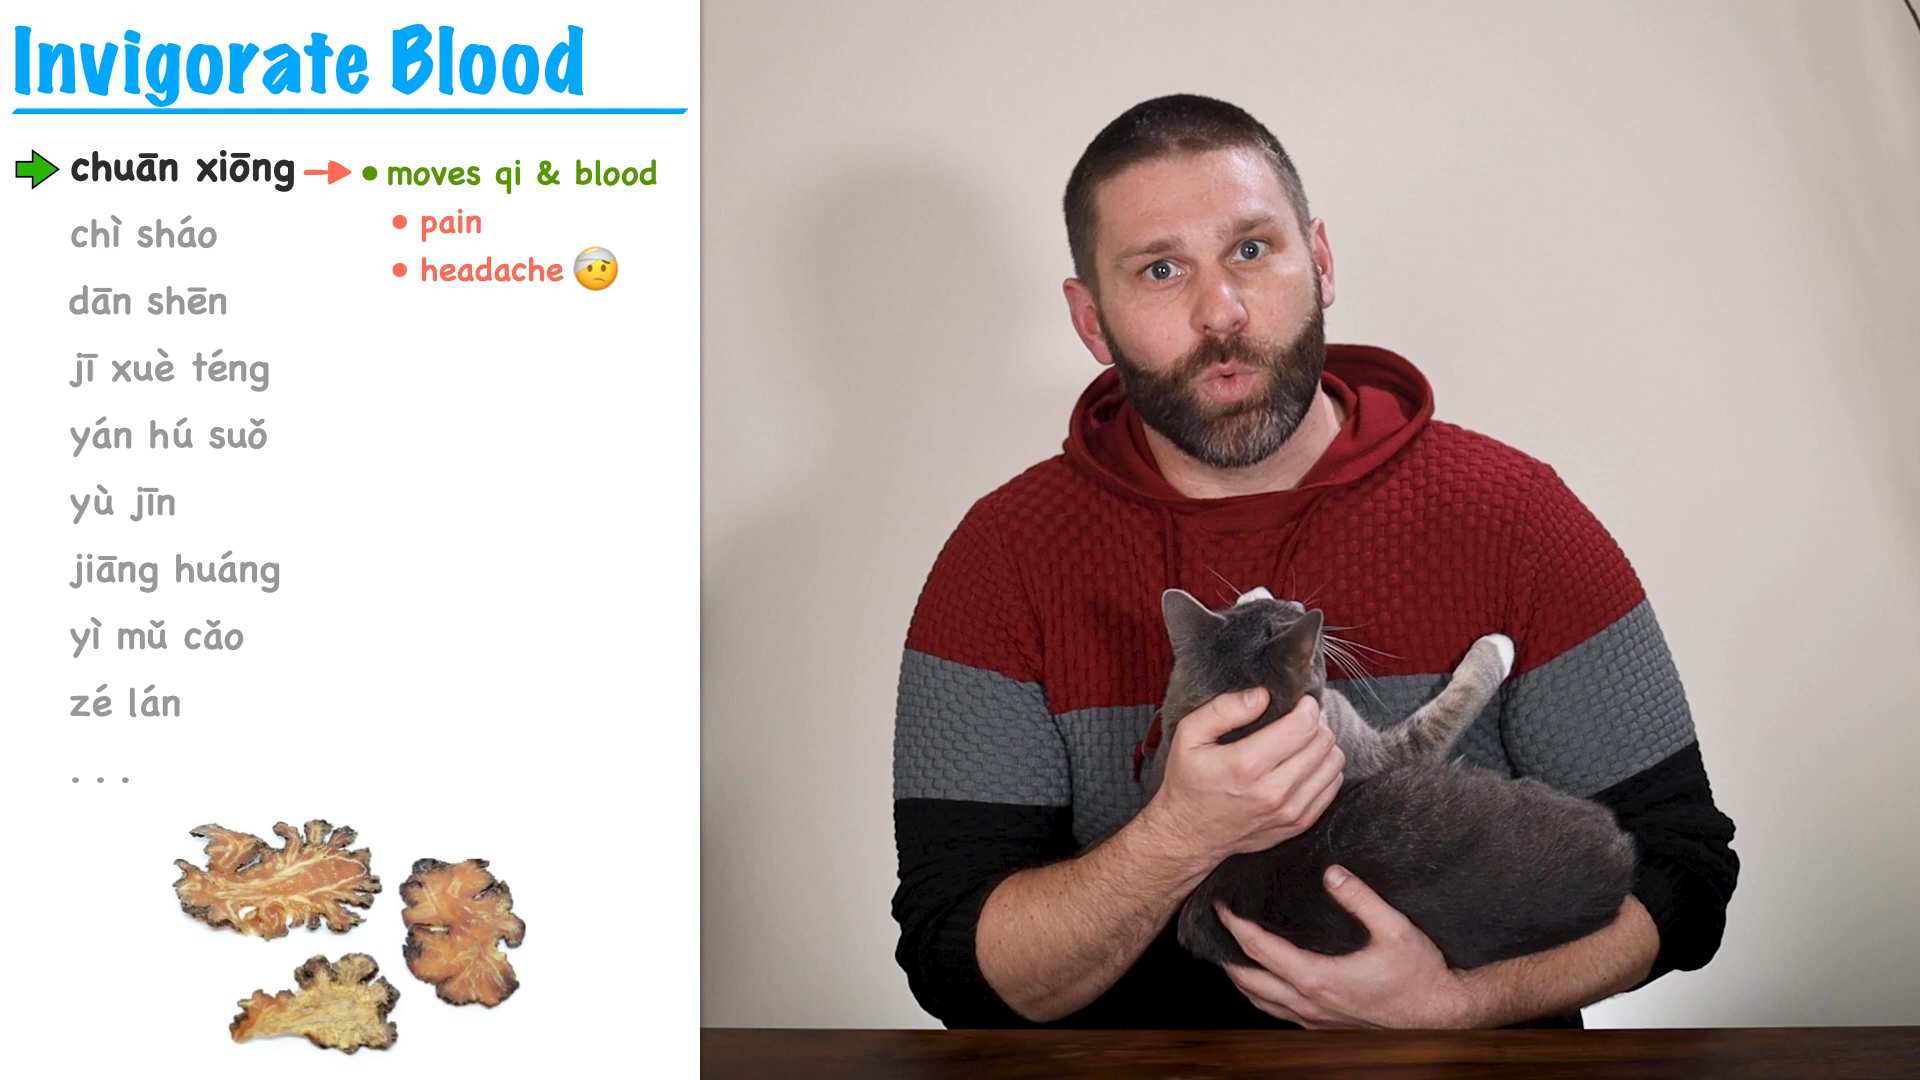 Invigorate Blood
chuān xiōng
• moves qi & blood
• pain
• headache
chì sháo
dān shēn
jī xuè téng
yán hú suǒ
yù jīn
jiāng huáng
yì mǔ cǎo
zé lán
. . .